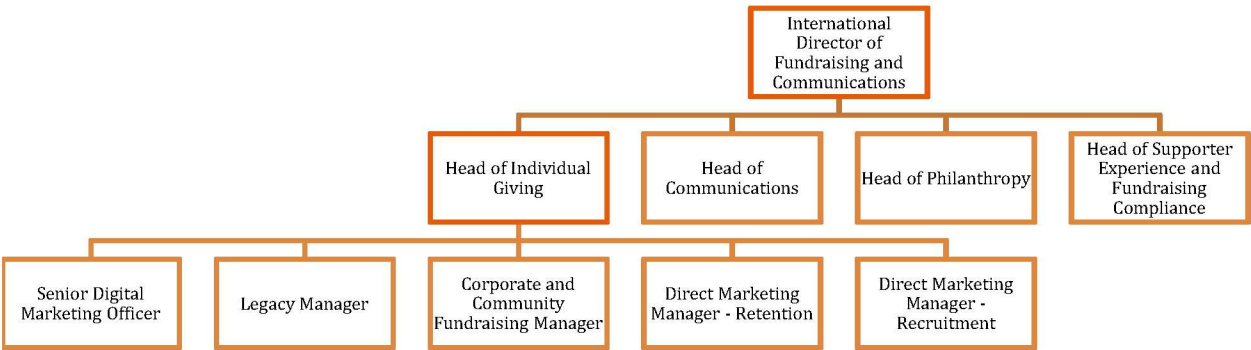 International
Director of
Fundraising and
Communications
Head of Individual
Giving
Head of
Communications
Head of Philanthropy
Head of Supporter
Experience and
Fundraising
Compliance
Senior Digital
Marketing Officer
Legacy Manager
Corporate and
Community
Fundraising Manager
Direct Marketing
Manager - Retention
Direct Marketing
Manager -
Recruitment